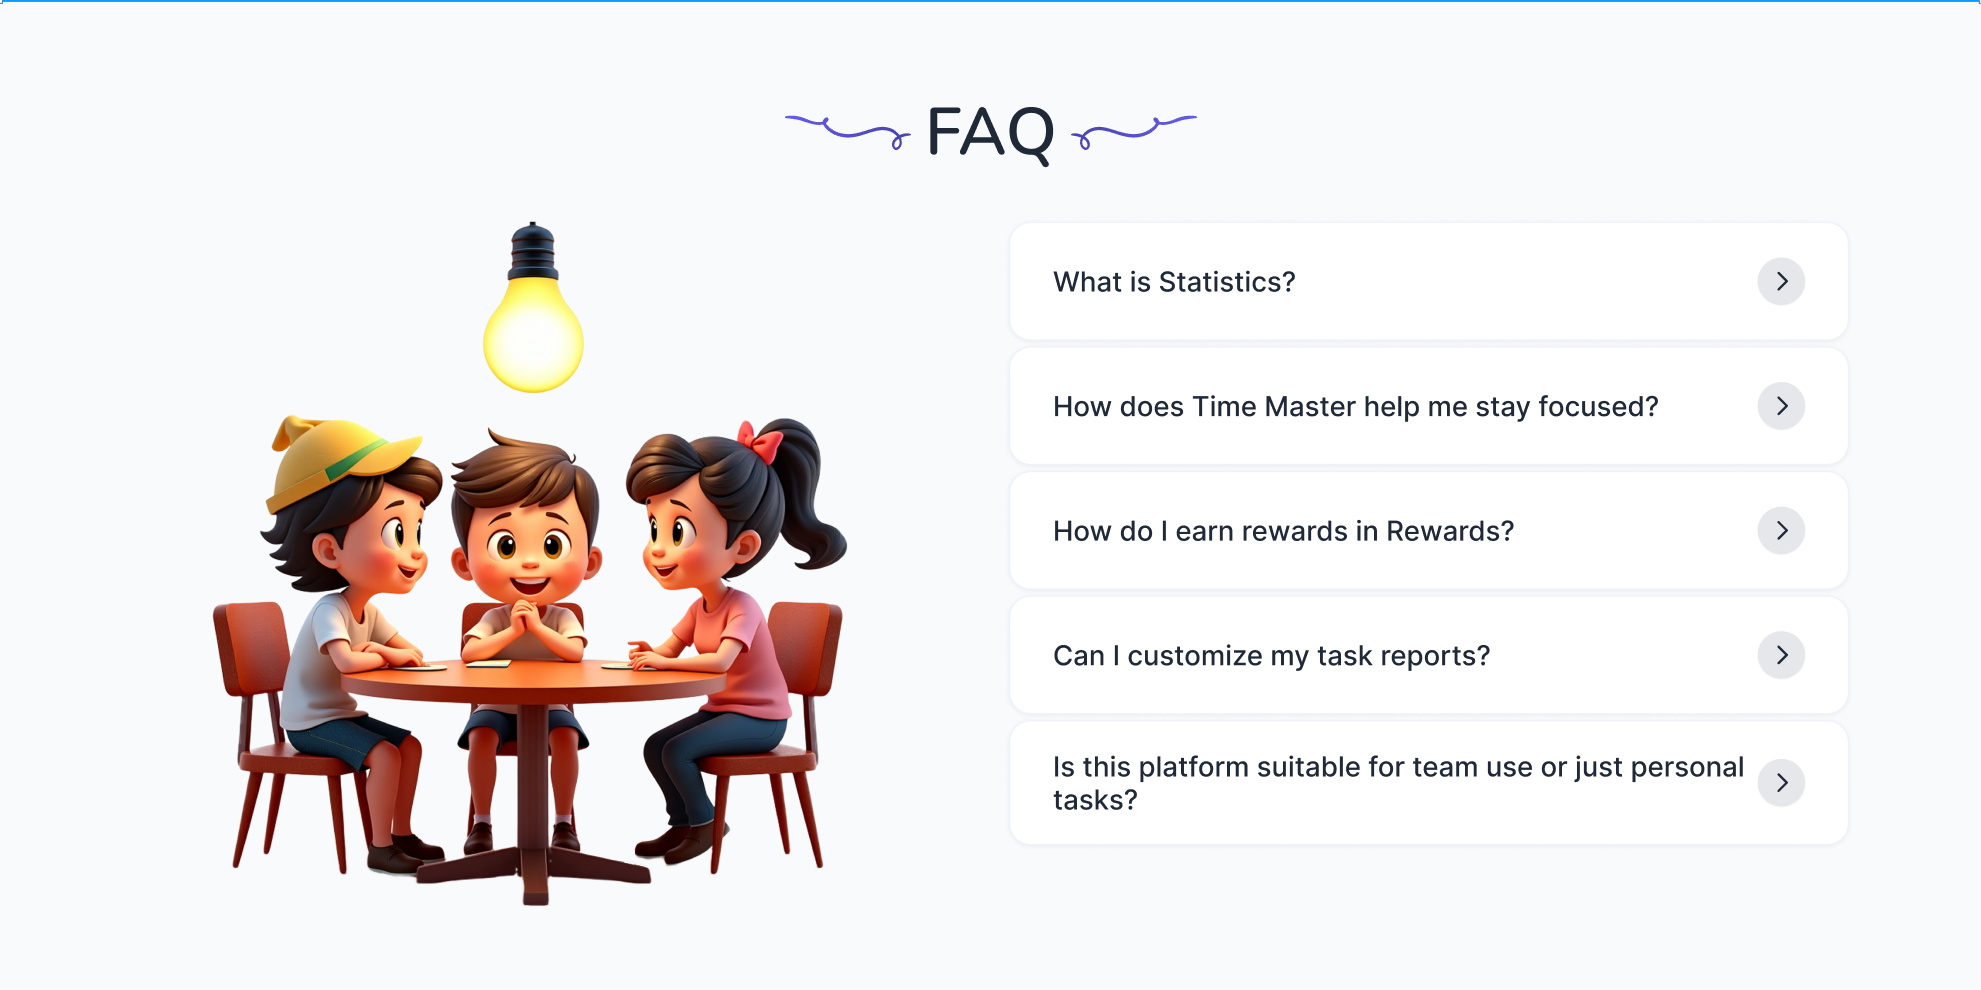 FAQ
What is Statistics?
How does Time Master help me stay focused?
How do I earn rewards in Rewards?
Can I customize my task reports?
Is this platform suitable for team use or just personal
tasks?